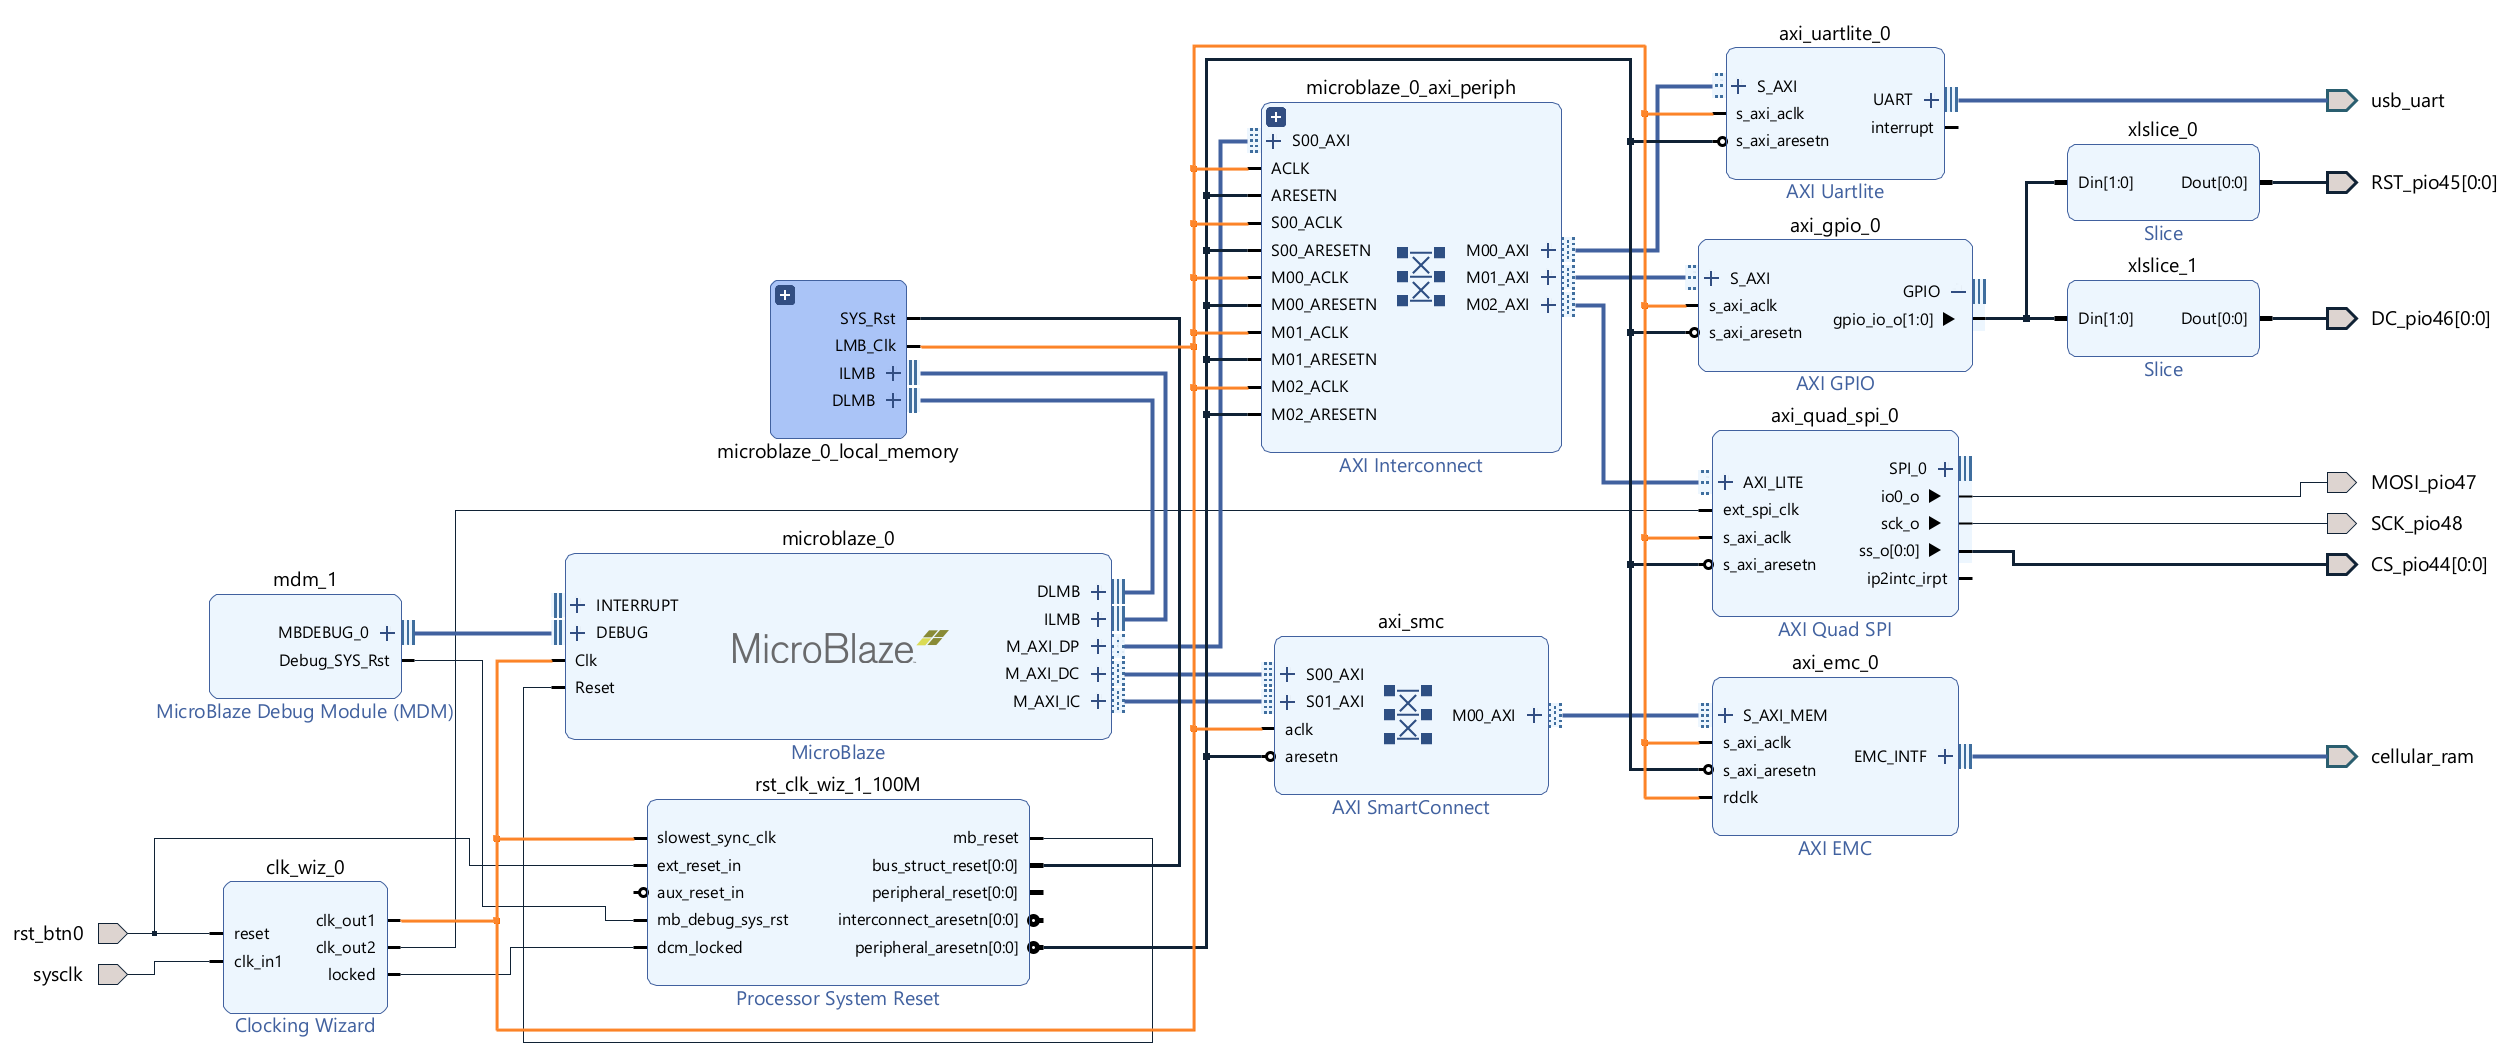 rst_btn0
sysclk
clk_wiz_0
reset
clk_in1
clk_out1
clk_out2
locked
Clocking Wizard
mdm_1
MBDEBUG_0
Debug_SYS_Rst
MicroBlaze Debug Module (MDM)
microblaze_0_local_memory
SYS_Rst
LMB_Clk
ILMB
DLMB
microblaze_0
INTERRUPT
DEBUG
Clk
Reset
MicroBlaze
DLMB
ILMB
M_AXI_DP
M_AXI_DC
M_AXI_IC
MicroBlaze
rst_clk_wiz_1_100M
slowest_sync_clk
ext_reset_in
aux_reset_in
mb_debug_sys_rst
dcm_locked
mb_reset
bus_struct_reset[0:0]
peripheral_reset[0:0]
interconnect_aresetn[0:0]
peripheral_aresetn[0:0]
Processor System Reset
microblaze_0_axi_periph
S00_AXI
ACLK
ARESETN
S00_ACLK
S00_ARESETN
M00_ACLK
M00_ARESETN
M01_ACLK
M01_ARESETN
M02_ACLK
M02_ARESETN
M00_AXI
M01_AXI
M02_AXI
AXI Interconnect
axi_smc
S00_AXI
S01_AXI
aclk
aresetn
M00_AXI
AXI SmartConnect
axi_uartlite_0
S_AXI
s_axi_aclk
s_axi_aresetn
UART
interrupt
AXI Uartlite
axi_gpio_0
S_AXI
s_axi_aclk
s_axi_aresetn
GPIO
gpio_io_o[1:0]
AXI GPIO
axi_quad_spi_0
AXI_LITE
ext_spi_clk
s_axi_aclk
s_axi_aresetn
SPI_0
io0_o
sck_o
ss_o[0:0]
ip2intc_irpt
AXI Quad SPI
axi_emc_0
S_AXI_MEM
s_axi_aclk
s_axi_aresetn
rdclk
EMC_INTF
AXI EMC
xlslice_0
Din[1:0]
Dout[0:0]
Slice
xlslice_1
Din[1:0]
Dout[0:0]
Slice
usb_uart
RST_pio45[0:0]
DC_pio46[0:0]
MOSI_pio47
SCK_pio48
CS_pio44[0:0]
cellular_ram